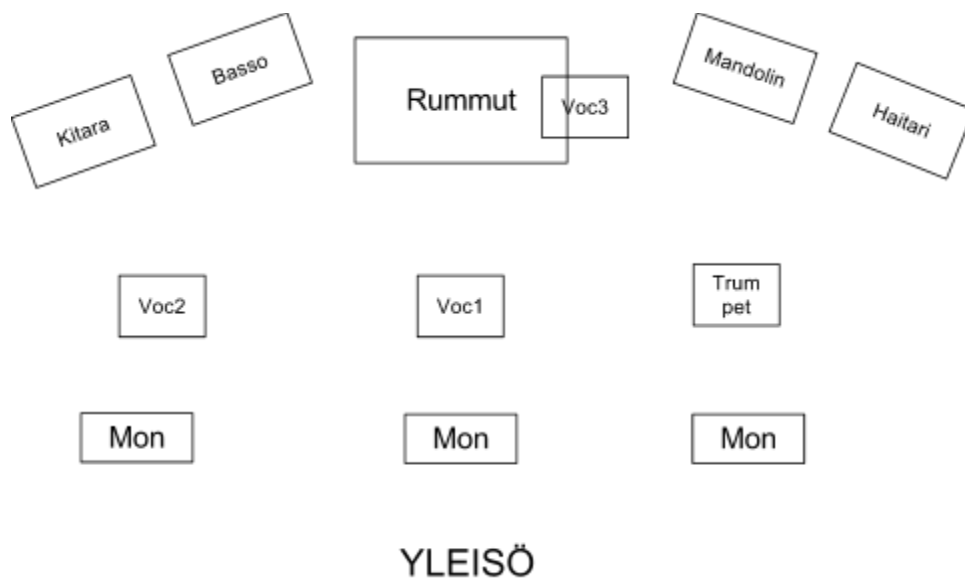 Kitara
Basso
Rummut
Voc3
Mandolin
Haitari
Voc2
Voc1
Trum
pet
Mon
Mon
Mon
YLEISÖ